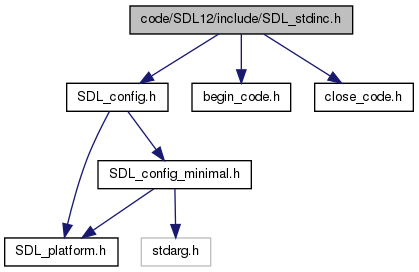 code/SDL12/include/SDL_stdinc.h
SDL_config.h
begin_code.h
close_code.h
SDL_config_minimal.h
SDL_platform.h
stdarg.h